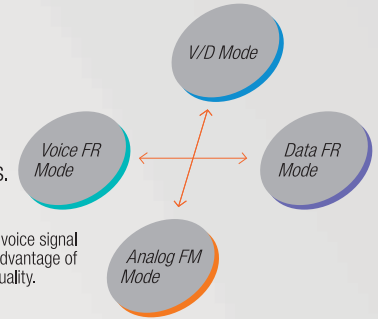 V/D Mode
Voice FR
Mode
Data FR
Mode
s.
voice signal
dvantage of
uality.
Analog FM
Mode